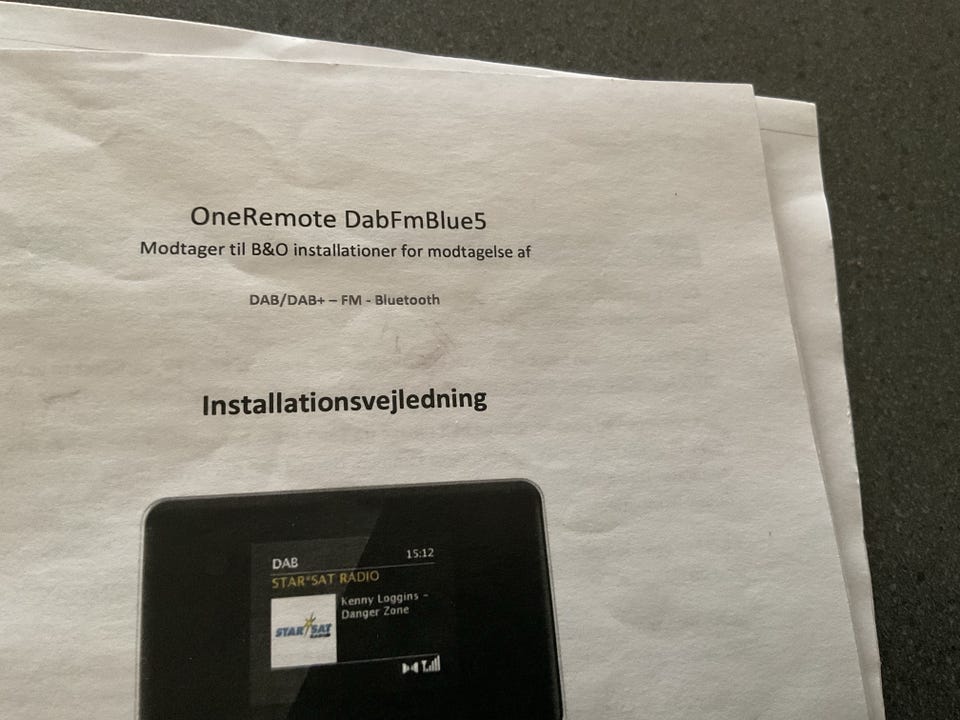 OneRemote DabFmBlue5
Modtager til B&O installationer for modtagelse af
DAB/DAB+ – FM - Bluetooth
Installationsvejledning
DAB 15:12
STAR*SAT RADIO
Kenny Loggins –
Danger Zone
STAR SAT